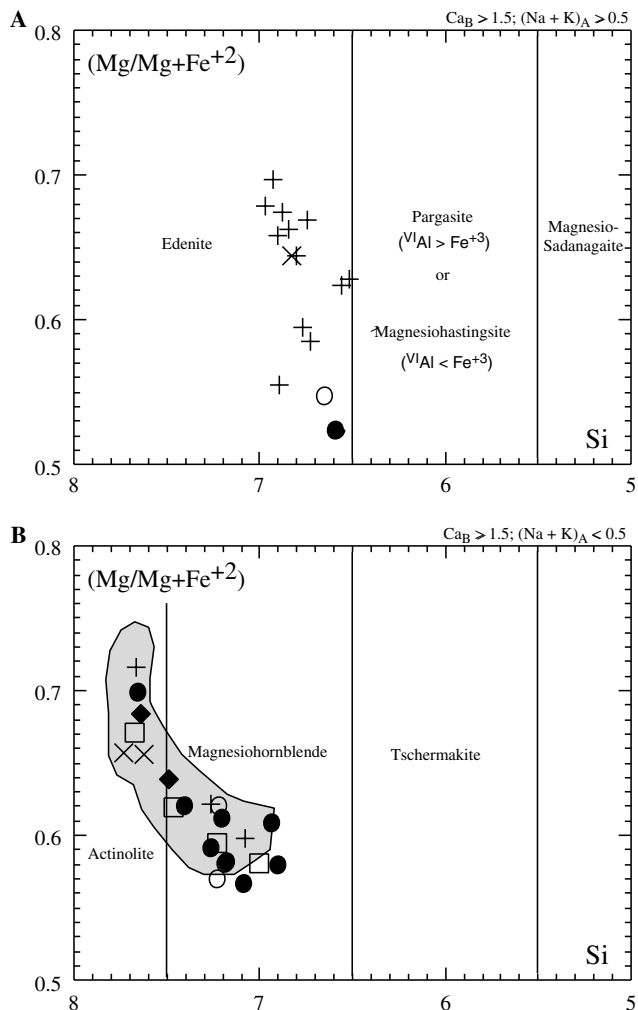 A
Ca_B > 1.5; (Na + K)_A > 0.5
0.8
(Mg/Mg+Fe⁺²)
0.7
Edenite
Pargasite
(ⱽᴵAl > Fe⁺³)
or
Magnesiohastingsite
(ⱽᴵAl < Fe⁺³)
Magnesio-
Sadanagaite
0.6
0.5
Si
8 7 6 5
B
Ca_B > 1.5; (Na + K)_A < 0.5
0.8
(Mg/Mg+Fe⁺²)
0.7
Magnesiohornblende
Tschermakite
0.6
Actinolite
0.5
Si
8 7 6 5